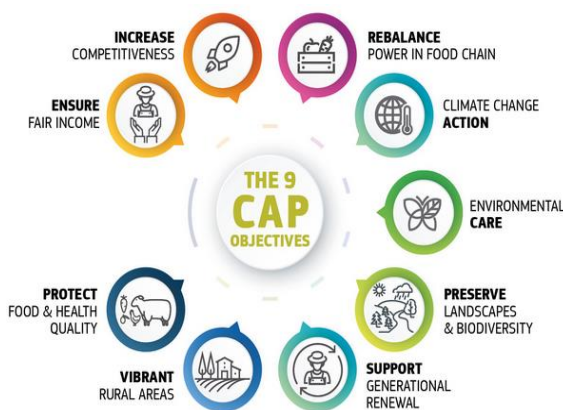 THE 9
CAP
OBJECTIVES
ENSURE
FAIR INCOME
INCREASE
COMPETITIVENESS
REBALANCE
POWER IN FOOD CHAIN
CLIMATE CHANGE
ACTION
ENVIRONMENTAL
CARE
PRESERVE
LANDSCAPES
& BIODIVERSITY
SUPPORT
GENERATIONAL
RENEWAL
VIBRANT
RURAL AREAS
PROTECT
FOOD & HEALTH
QUALITY